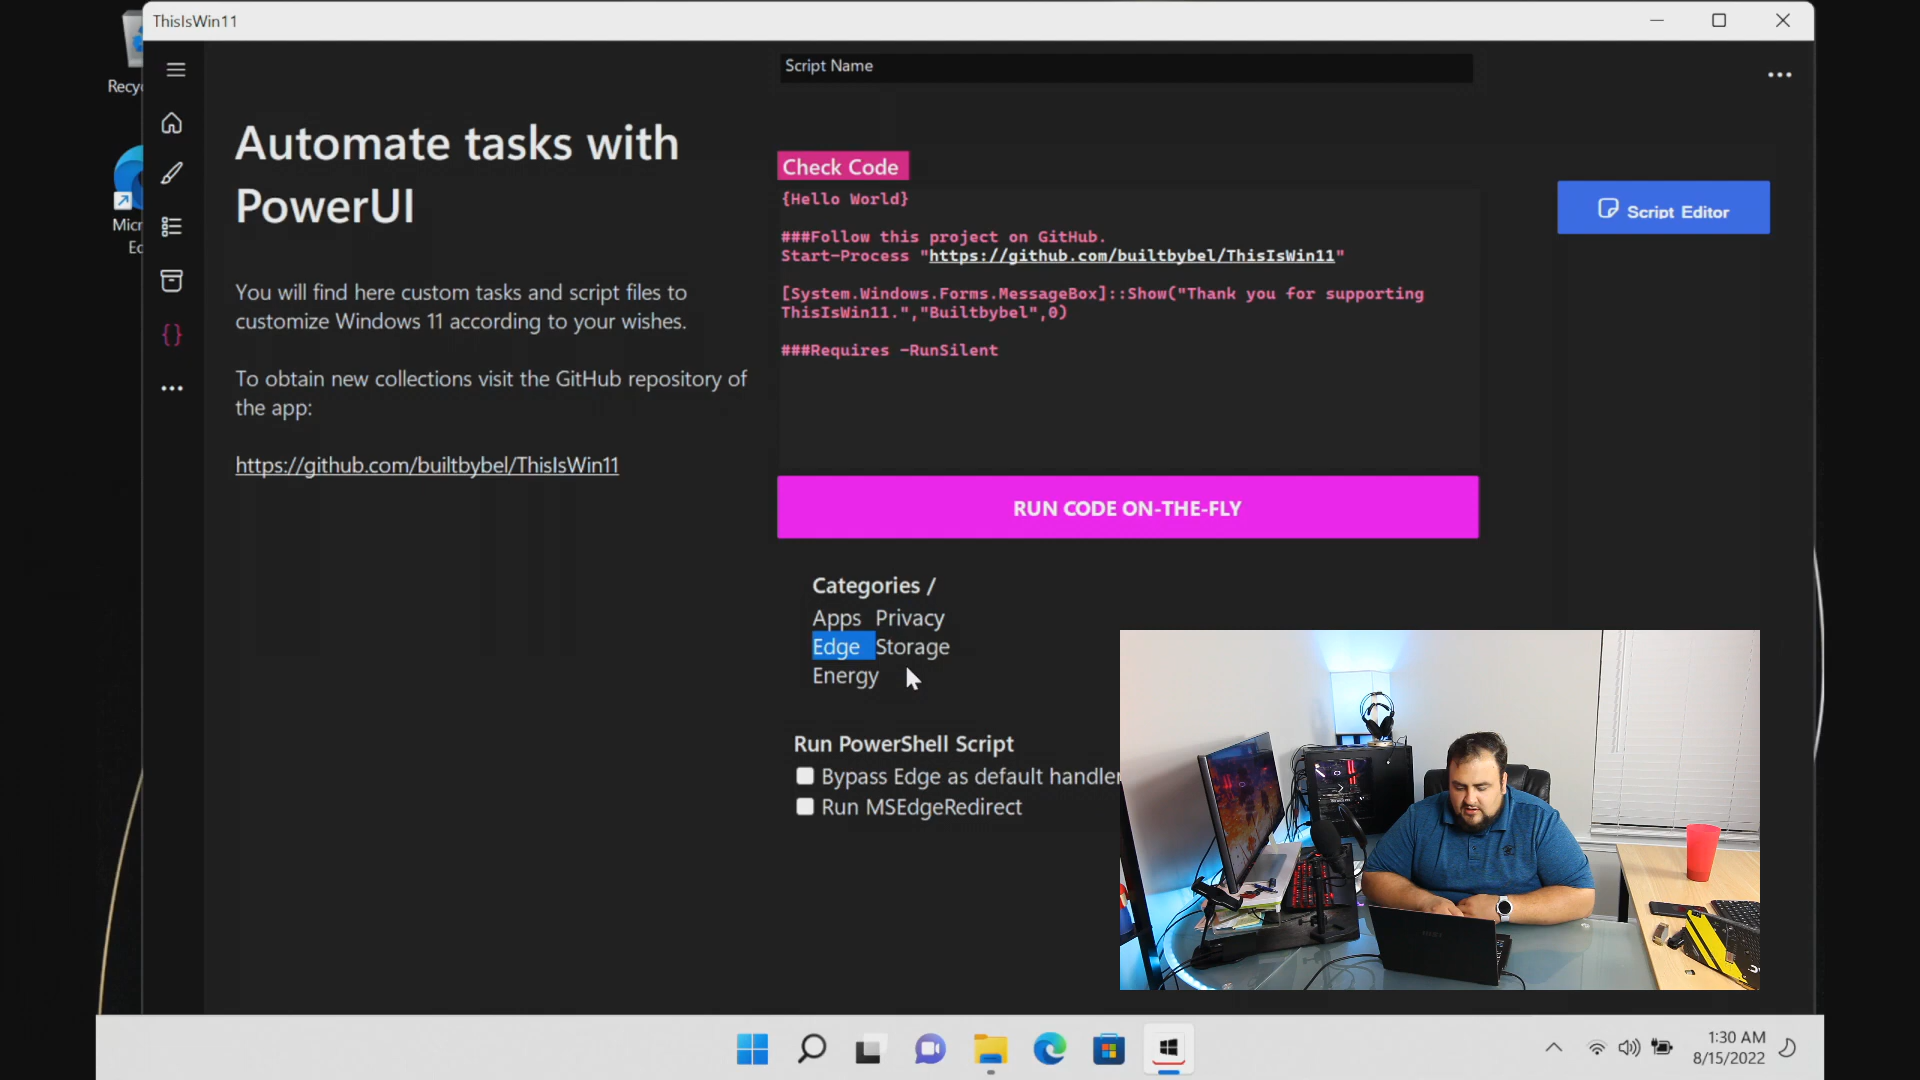 ThisIsWin11
Recy
Micr
Ec
Automate tasks with
PowerUI
You will find here custom tasks and script files to
customize Windows 11 according to your wishes.
To obtain new collections visit the GitHub repository of
the app:
https://github.com/builtbybel/ThisIsWin11
Script Name
Check Code
{Hello World}
###Follow this project on GitHub.
Start-Process "https://github.com/builtbybel/ThisIsWin11"
[System.Windows.Forms.MessageBox]::Show("Thank you for supporting
ThisIsWin11.","Builtbybel",0)
###Requires -RunSilent
RUN CODE ON-THE-FLY
Script Editor
Categories /
Apps Privacy
Edge Storage
Energy
Run PowerShell Script
Bypass Edge as default handler
Run MSEdgeRedirect
1:30 AM
8/15/2022